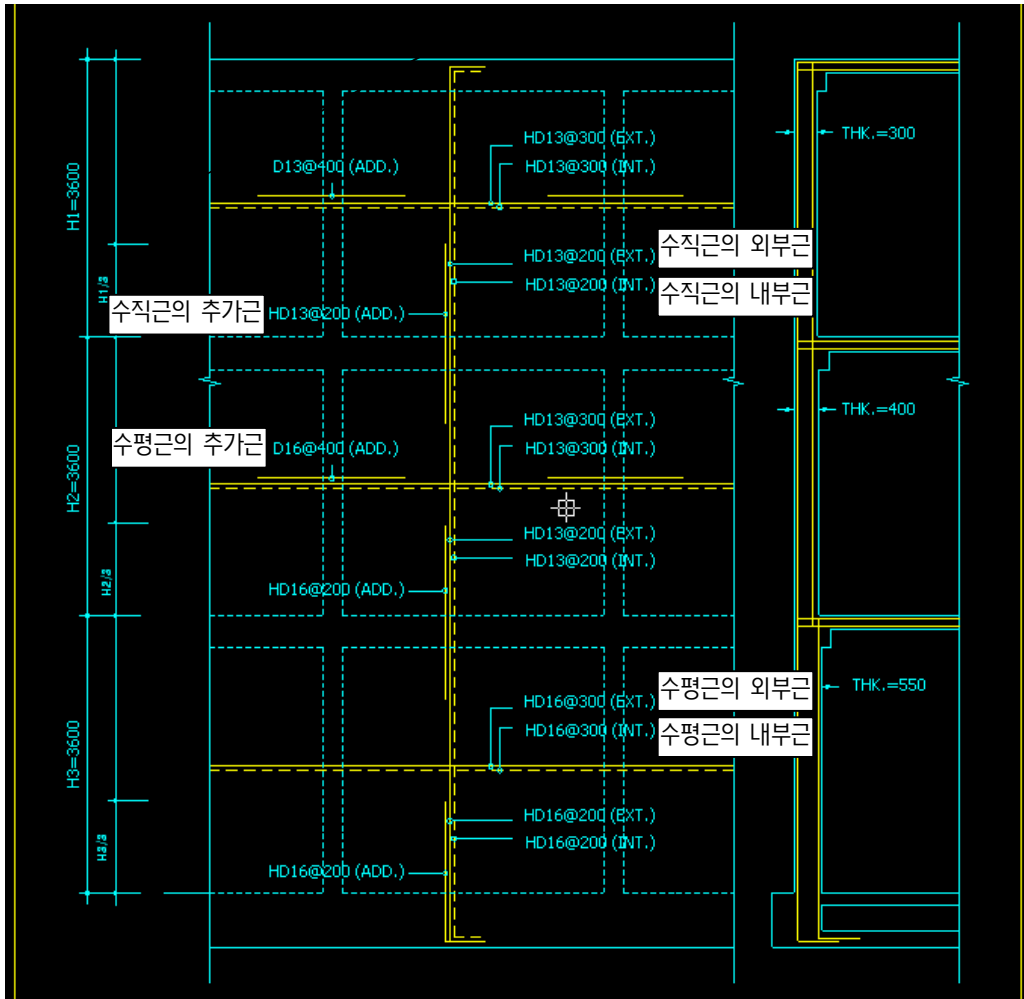 HD13@300 (EXT.)
D13@400 (ADD.)
HD13@300 (INT.)
THK.=300
H1=3600
HD13@200 (EXT.)
수직근의 외부근
HD13@200 (INT.)
수직근의 내부근
H1/3
수직근의 추가근
HD13@200 (ADD.)
THK.=400
HD13@300 (EXT.)
수평근의 추가근
D16@400 (ADD.)
HD13@300 (INT.)
H2=3600
HD13@200 (EXT.)
HD13@200 (INT.)
H2/3
HD16@200 (ADD.)
수평근의 외부근
THK.=550
HD16@300 (EXT.)
HD16@300 (INT.)
수평근의 내부근
H3=3600
HD16@200 (EXT.)
HD16@200 (INT.)
H3/3
HD16@200 (ADD.)